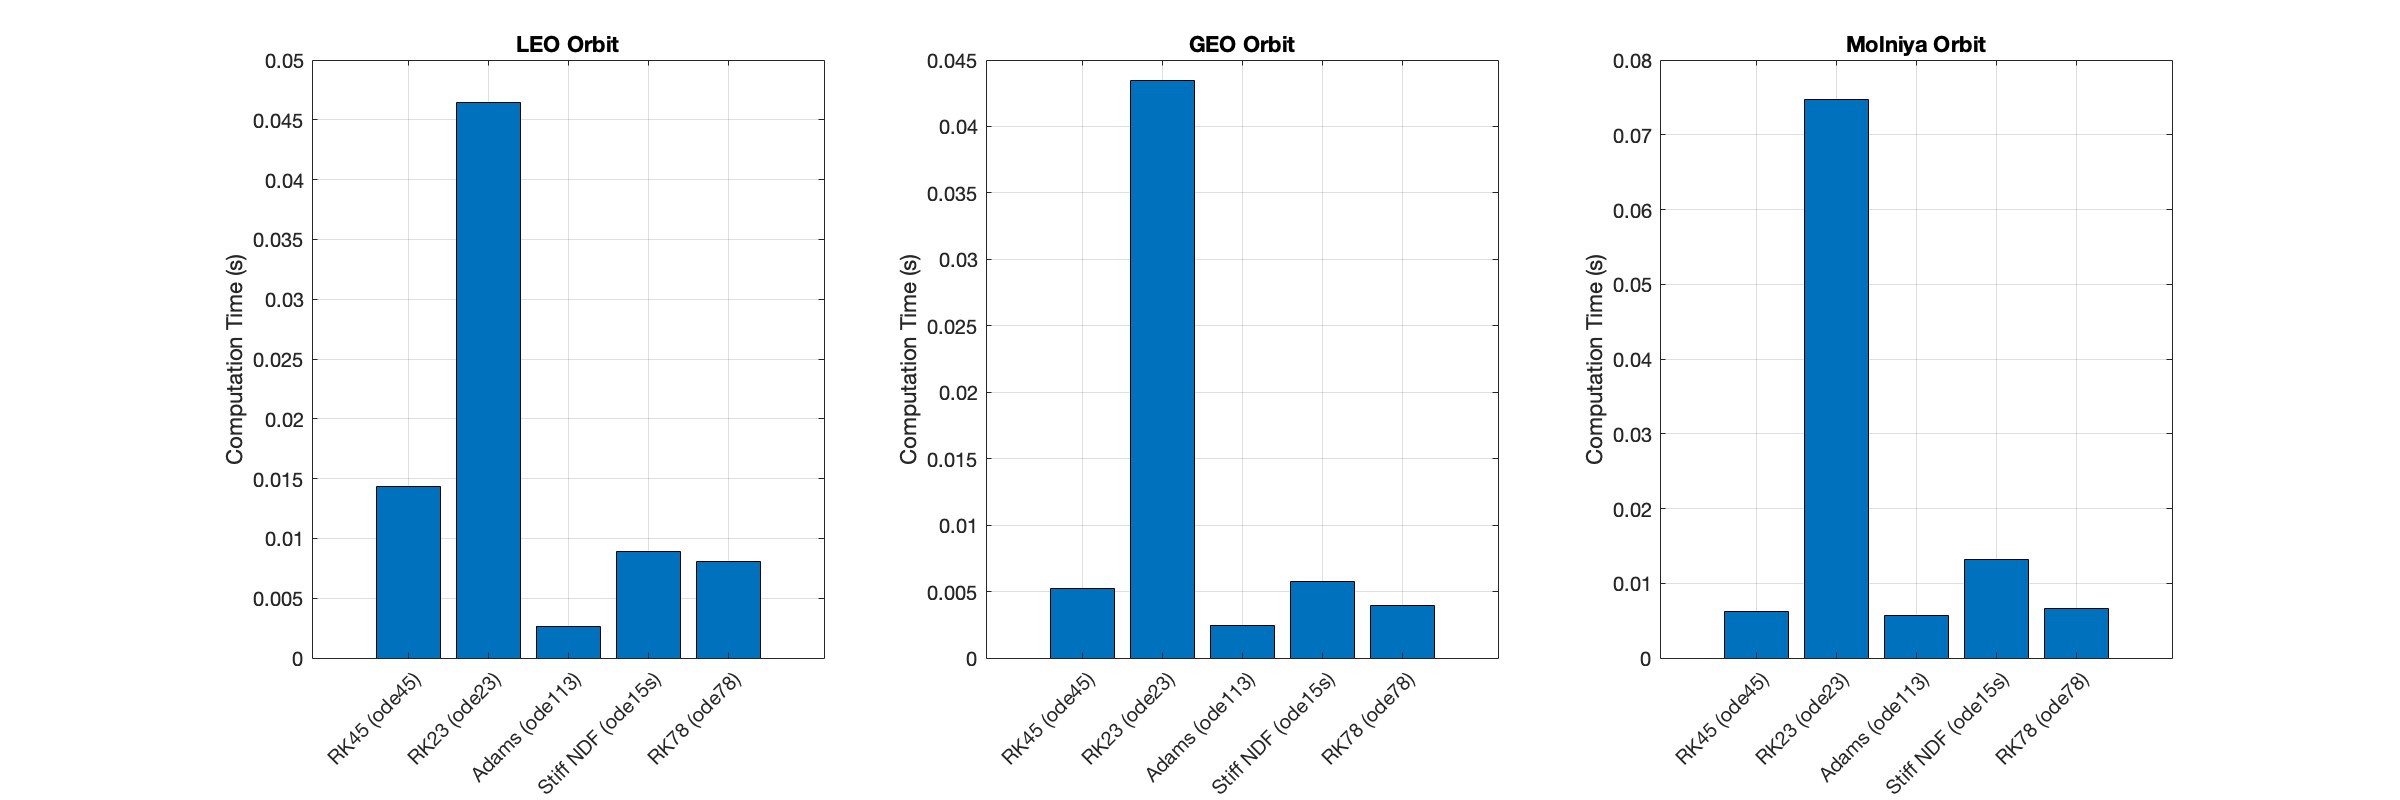 LEO Orbit
0.05
0.045
0.04
0.035
0.03
0.025
0.02
0.015
0.01
0.005
0
Computation Time (s)
RK45 (ode45)
RK23 (ode23)
Adams (ode113)
Stiff NDF (ode15s)
RK78 (ode78)
GEO Orbit
0.045
0.04
0.035
0.03
0.025
0.02
0.015
0.01
0.005
0
Computation Time (s)
RK45 (ode45)
RK23 (ode23)
Adams (ode113)
Stiff NDF (ode15s)
RK78 (ode78)
Molniya Orbit
0.08
0.07
0.06
0.05
0.04
0.03
0.02
0.01
0
Computation Time (s)
RK45 (ode45)
RK23 (ode23)
Adams (ode113)
Stiff NDF (ode15s)
RK78 (ode78)